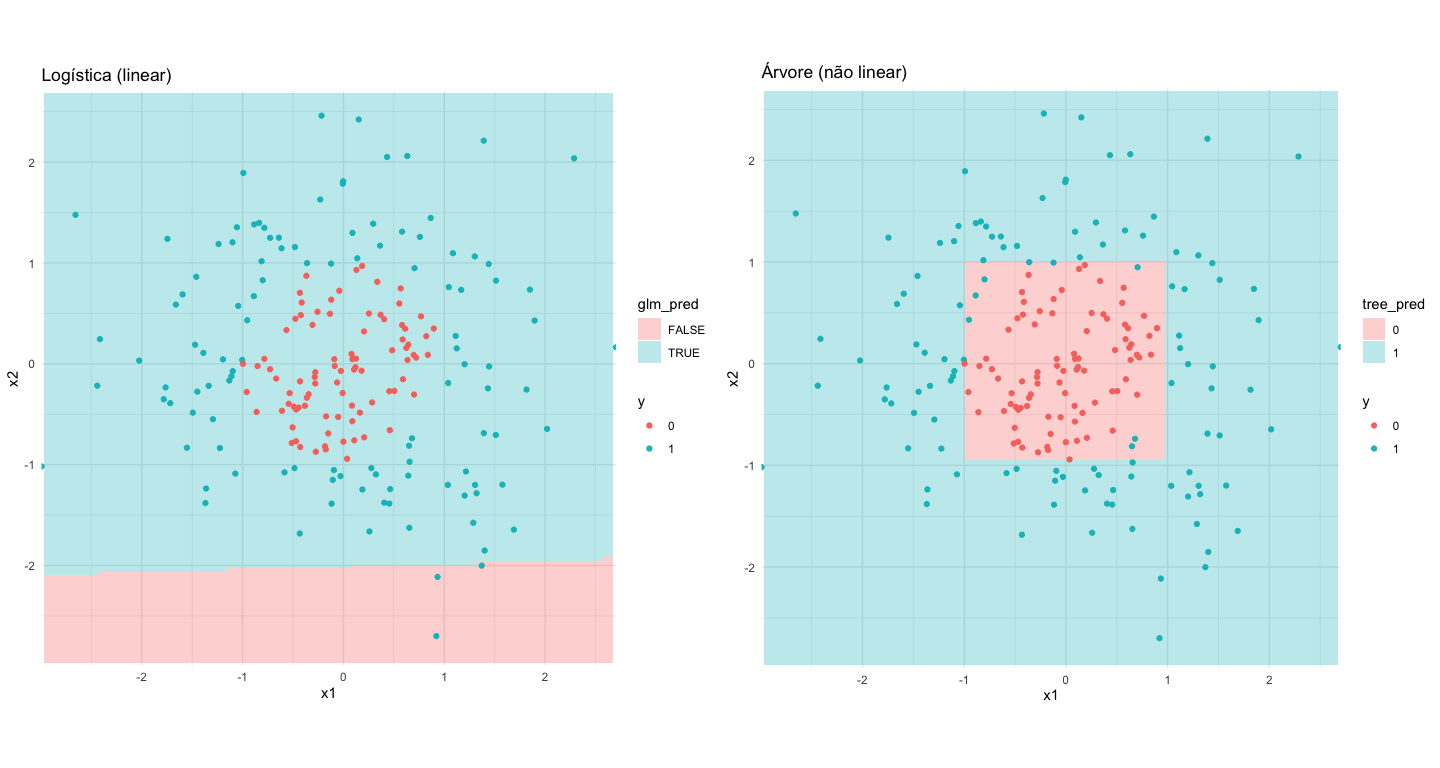 Logística (linear)
x2
2
1
0
-1
-2
-2
-1
0
1
2
x1
glm_pred
FALSE
TRUE
y
0
1
Árvore (não linear)
x2
2
1
0
-1
-2
-2
-1
0
1
2
x1
tree_pred
0
1
y
0
1